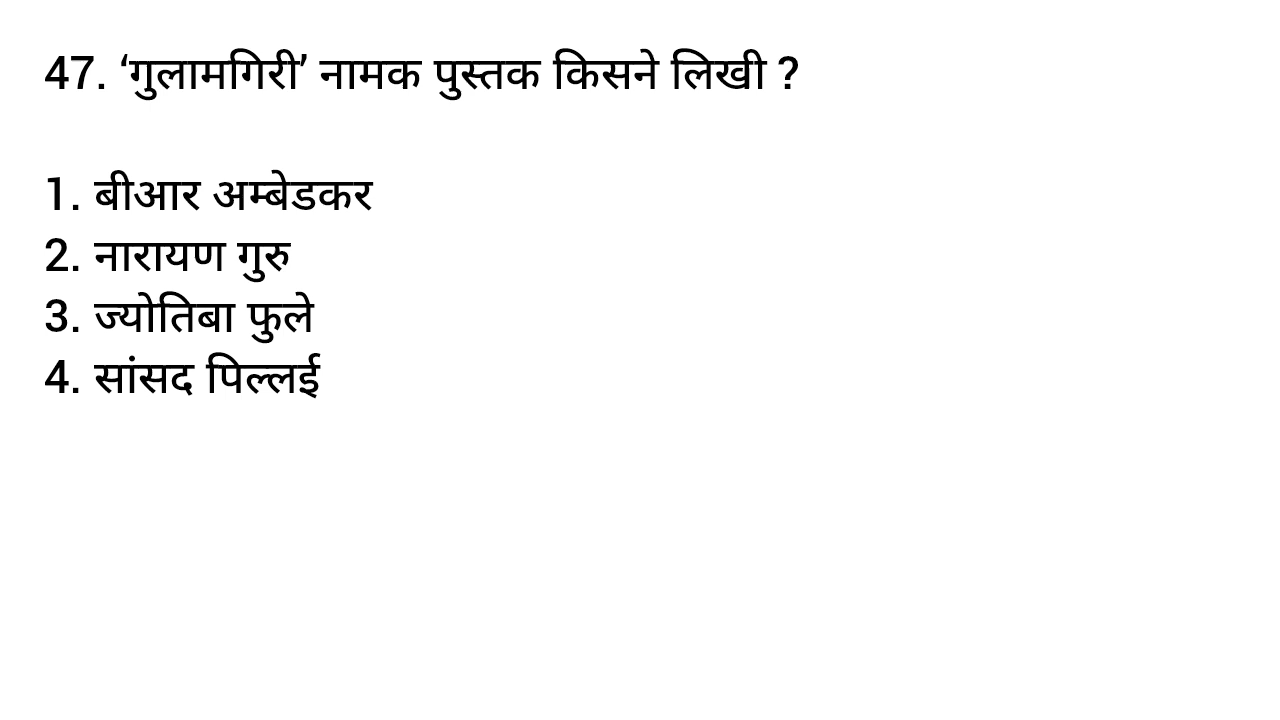 47. ‘गुलामगिरी’ नामक पुस्तक किसने लिखी ?
1. बीआर अम्बेडकर
2. नारायण गुरु
3. ज्योतिबा फुले
4. सांसद पिल्लई